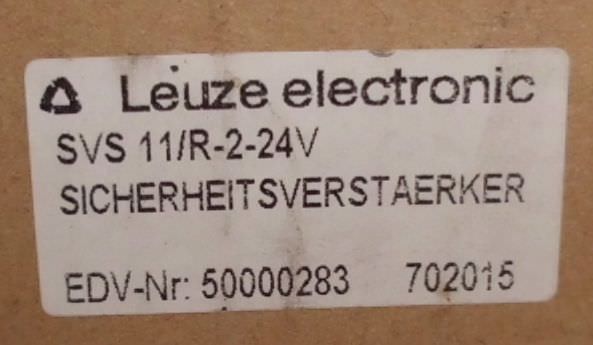 Leuze electronic
SVS 11/R-2-24V
SICHERHEITSVERSTAERKER
EDV-Nr: 50000283 702015